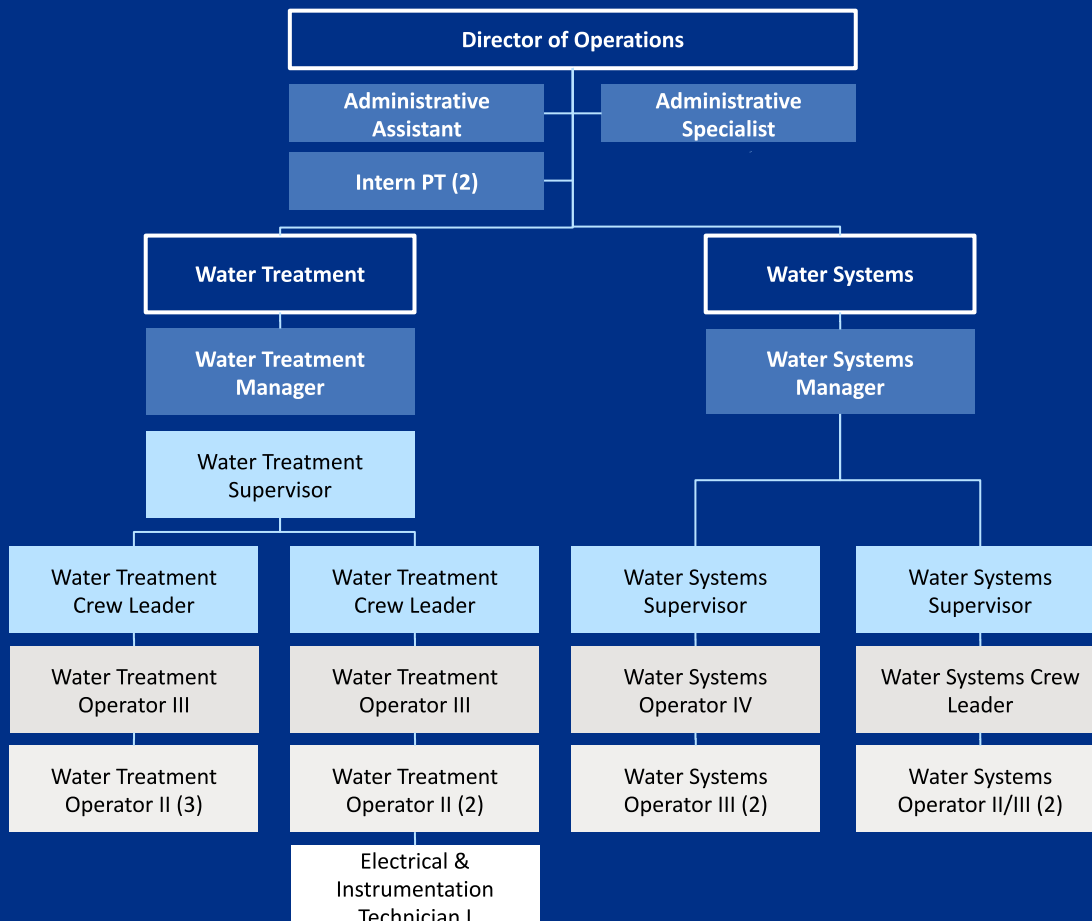 Director of Operations
Administrative
Assistant
Administrative
Specialist
Intern PT (2)
Water Treatment
Water Systems
Water Treatment
Manager
Water Systems
Manager
Water Treatment
Supervisor
Water Treatment
Crew Leader
Water Treatment
Crew Leader
Water Systems
Supervisor
Water Systems
Supervisor
Water Treatment
Operator III
Water Treatment
Operator III
Water Systems
Operator IV
Water Systems Crew
Leader
Water Treatment
Operator II (3)
Water Treatment
Operator II (2)
Water Systems
Operator III (2)
Water Systems
Operator II/III (2)
Electrical &
Instrumentation
Technician I